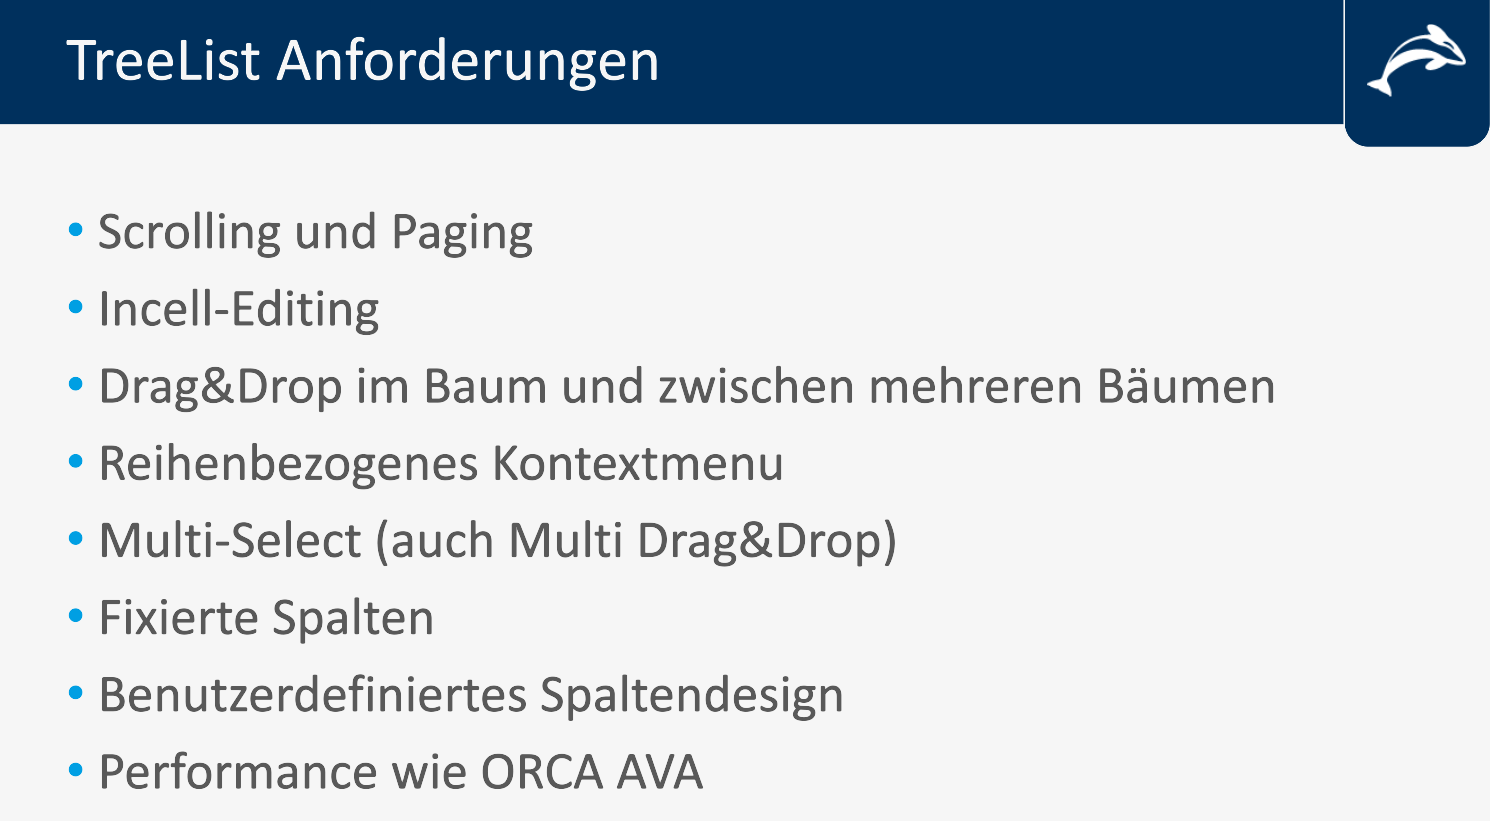 TreeList Anforderungen
• Scrolling und Paging
• Incell-Editing
• Drag&Drop im Baum und zwischen mehreren Bäumen
• Reihenbezogenes Kontextmenu
• Multi-Select (auch Multi Drag&Drop)
• Fixierte Spalten
• Benutzerdefiniertes Spaltendesign
• Performance wie ORCA AVA